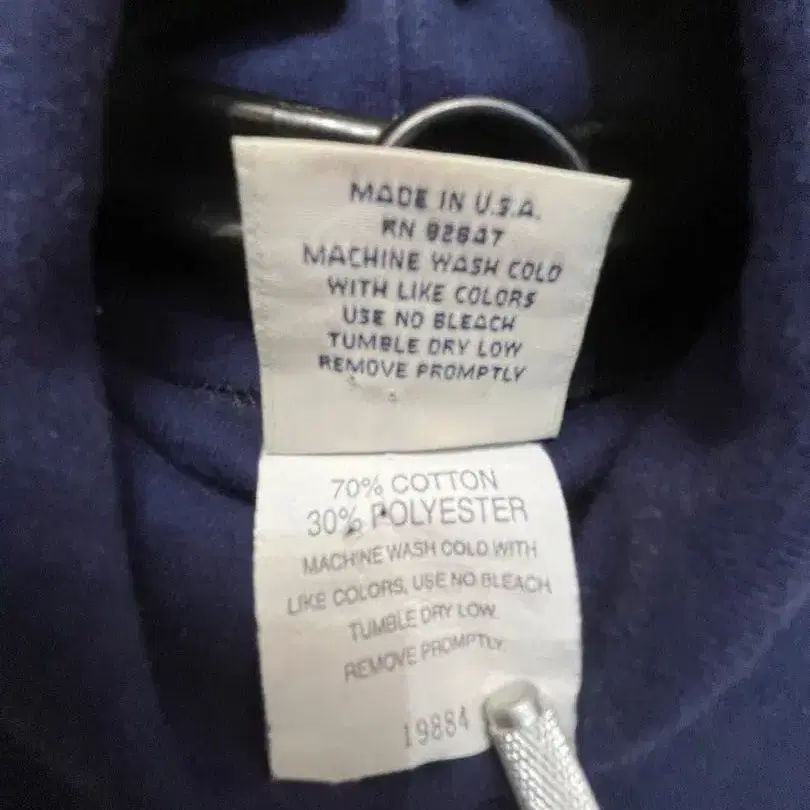 MADE IN U.S.A.
RN 82847
MACHINE WASH COLD
WITH LIKE COLORS
USE NO BLEACH
TUMBLE DRY LOW
REMOVE PROMPTLY
70% COTTON
30% POLYESTER
MACHINE WASH COLD WITH
LIKE COLORS, USE NO BLEACH
TUMBLE DRY LOW.
REMOVE PROMPTLY.
19884